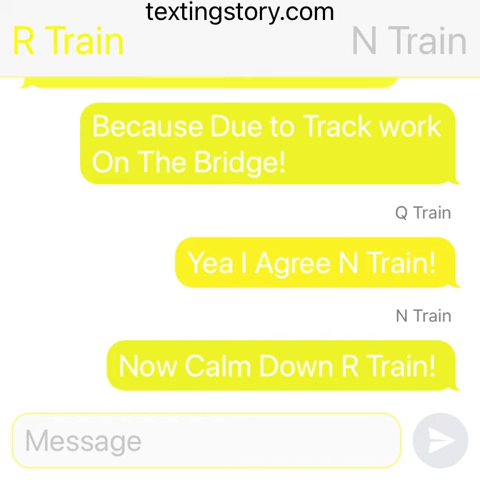 textingstory.com
R Train
N Train
Because Due to Track work
On The Bridge!
Q Train
Yea I Agree N Train!
N Train
Now Calm Down R Train!
Message